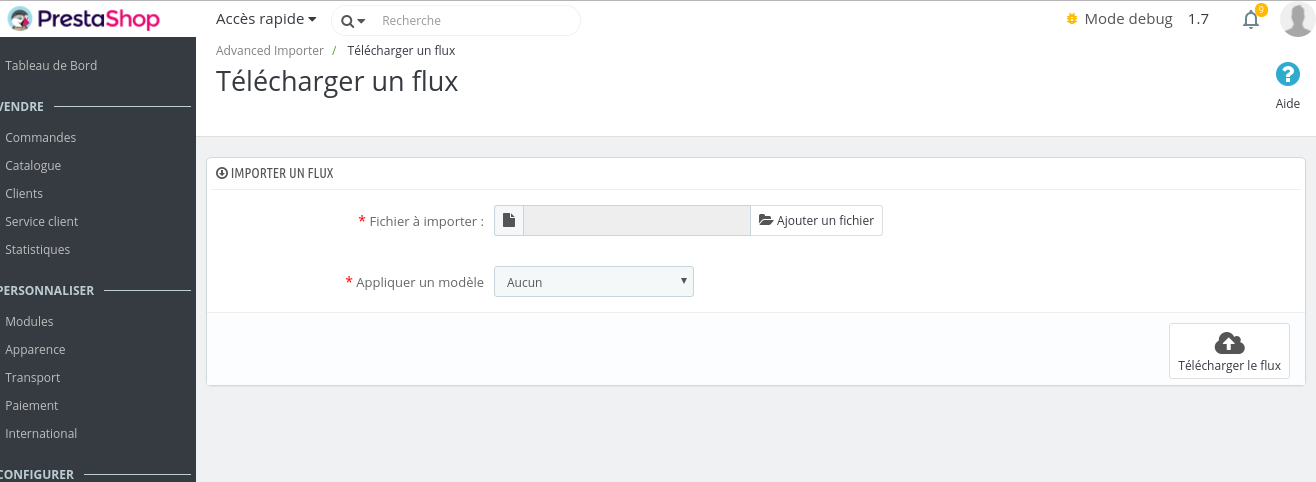 PrestaShop
Accès rapide
Recherche
Mode debug 1.7
9
Advanced Importer / Télécharger un flux
Télécharger un flux
Aide
Tableau de Bord
VENDRE
Commandes
Catalogue
Clients
Service client
Statistiques
PERSONNALISER
Modules
Apparence
Transport
Paiement
International
CONFIGURER
IMPORTER UN FLUX
* Fichier à importer :
Ajouter un fichier
* Appliquer un modèle
Aucun
Télécharger le flux